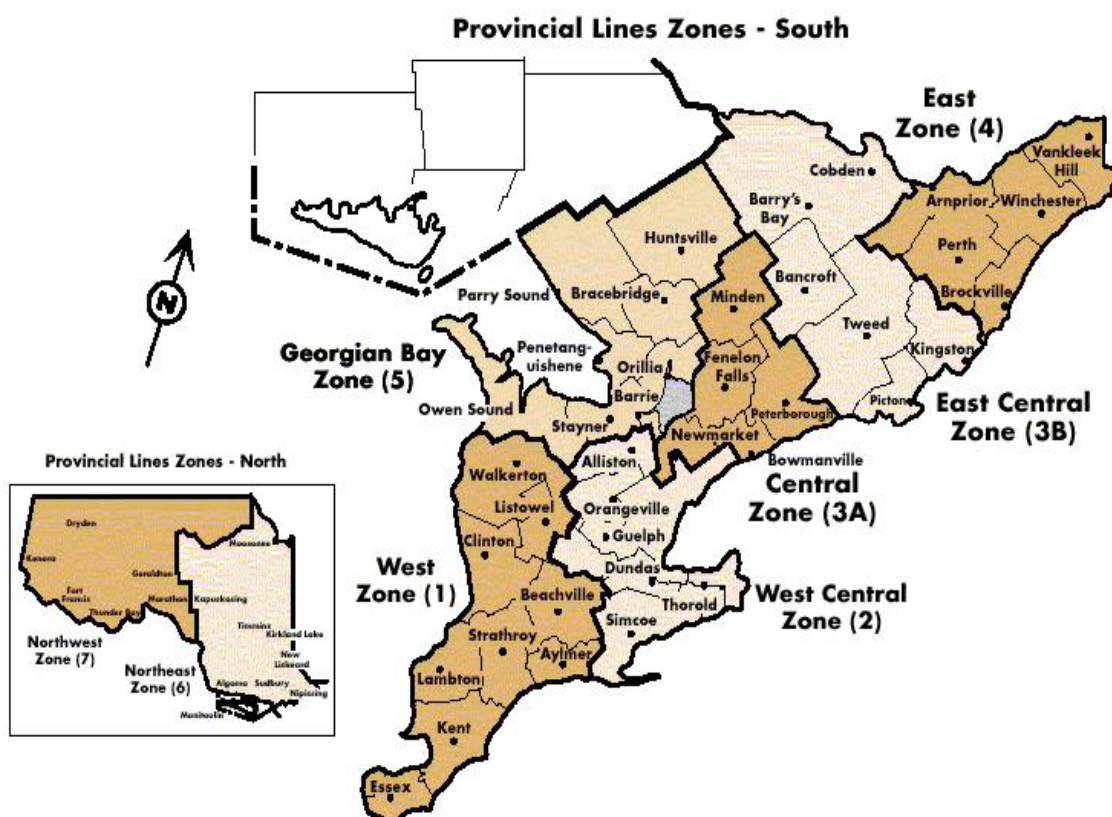 Provincial Lines Zones - South
East
Zone (4)
Vankleek
Hill
Cobden
Arnprior
Winchester
Barry's
Bay
Perth
Huntsville
Bancroft
Brockville
Parry Sound
Bracebridge
Minden
Tweed
Kingston
Georgian Bay
Zone (5)
Penetang-
uishene
Orillia
Fenelon
Falls
Picton
East Central
Zone (3B)
Owen Sound
Barrie
Peterborough
Stayner
Newmarket
Bowmanville
Central
Zone (3A)
Alliston
Walkerton
Listowel
Orangeville
Guelph
Clinton
West
Zone (1)
Dundas
Beachville
Thorold
West Central
Zone (2)
Simcoe
Strathroy
Aylmer
Lambton
Kent
Essex
N
Provincial Lines Zones - North
Dryden
Moosonee
Kenora
Geraldton
Fort
Francis
Marathon
Kapuskasing
Thunder Bay
Timmins
Kirkland Lake
Northwest
Zone (7)
New
Liskeard
Northeast
Zone (6)
Algoma
Sudbury
Nipissing
Manitoulin